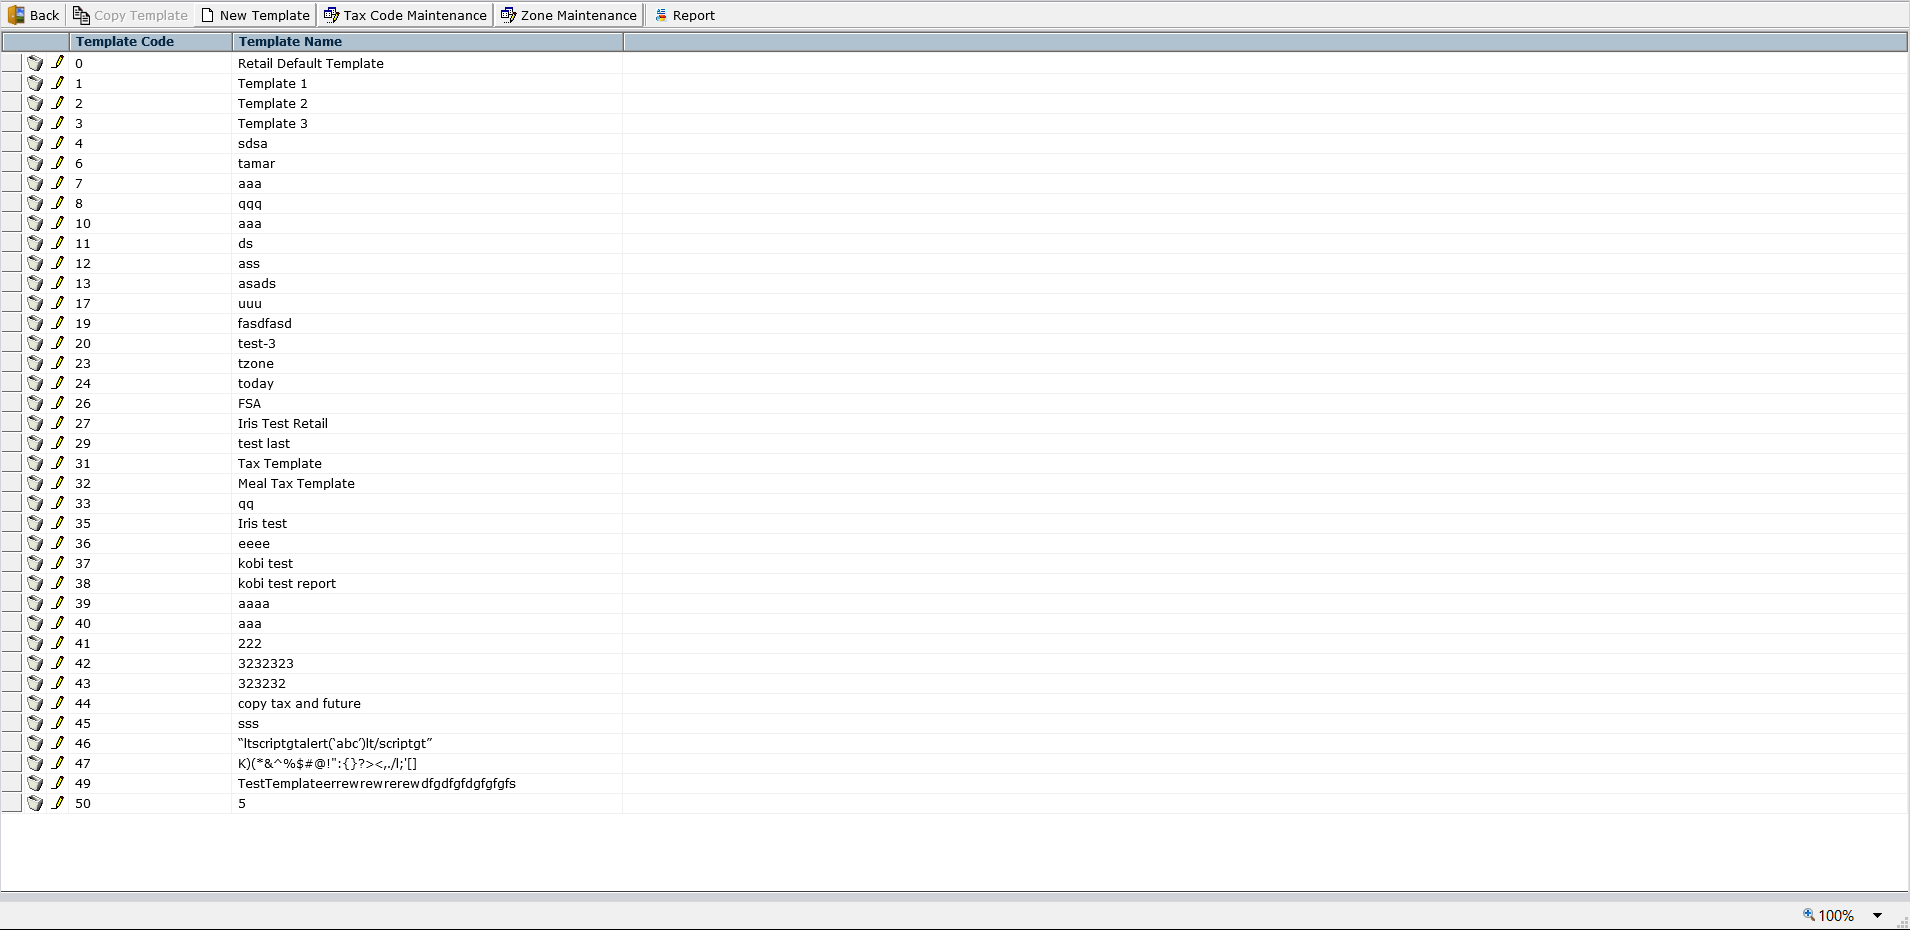 Back Copy Template New Template Tax Code Maintenance Zone Maintenance Report
Template Code Template Name
0 Retail Default Template
1 Template 1
2 Template 2
3 Template 3
4 sdsa
6 tamar
7 aaa
8 qqq
10 aaa
11 ds
12 ass
13 asads
17 uuu
19 fasdfasd
20 test-3
23 tzone
24 today
26 FSA
27 Iris Test Retail
29 test last
31 Tax Template
32 Meal Tax Template
33 qq
35 Iris test
36 eeee
37 kobi test
38 kobi test report
39 aaaa
40 aaa
41 222
42 3232323
43 323232
44 copy tax and future
45 sss
46 “ltscriptgtalert(‘abc’)lt/scriptgt”
47 K)(*&^%$#@!":{}?><,./l;'[]
49 TestTemplateerrewrewrerewdfgdfgfdgfgfgfs
50 5
100%